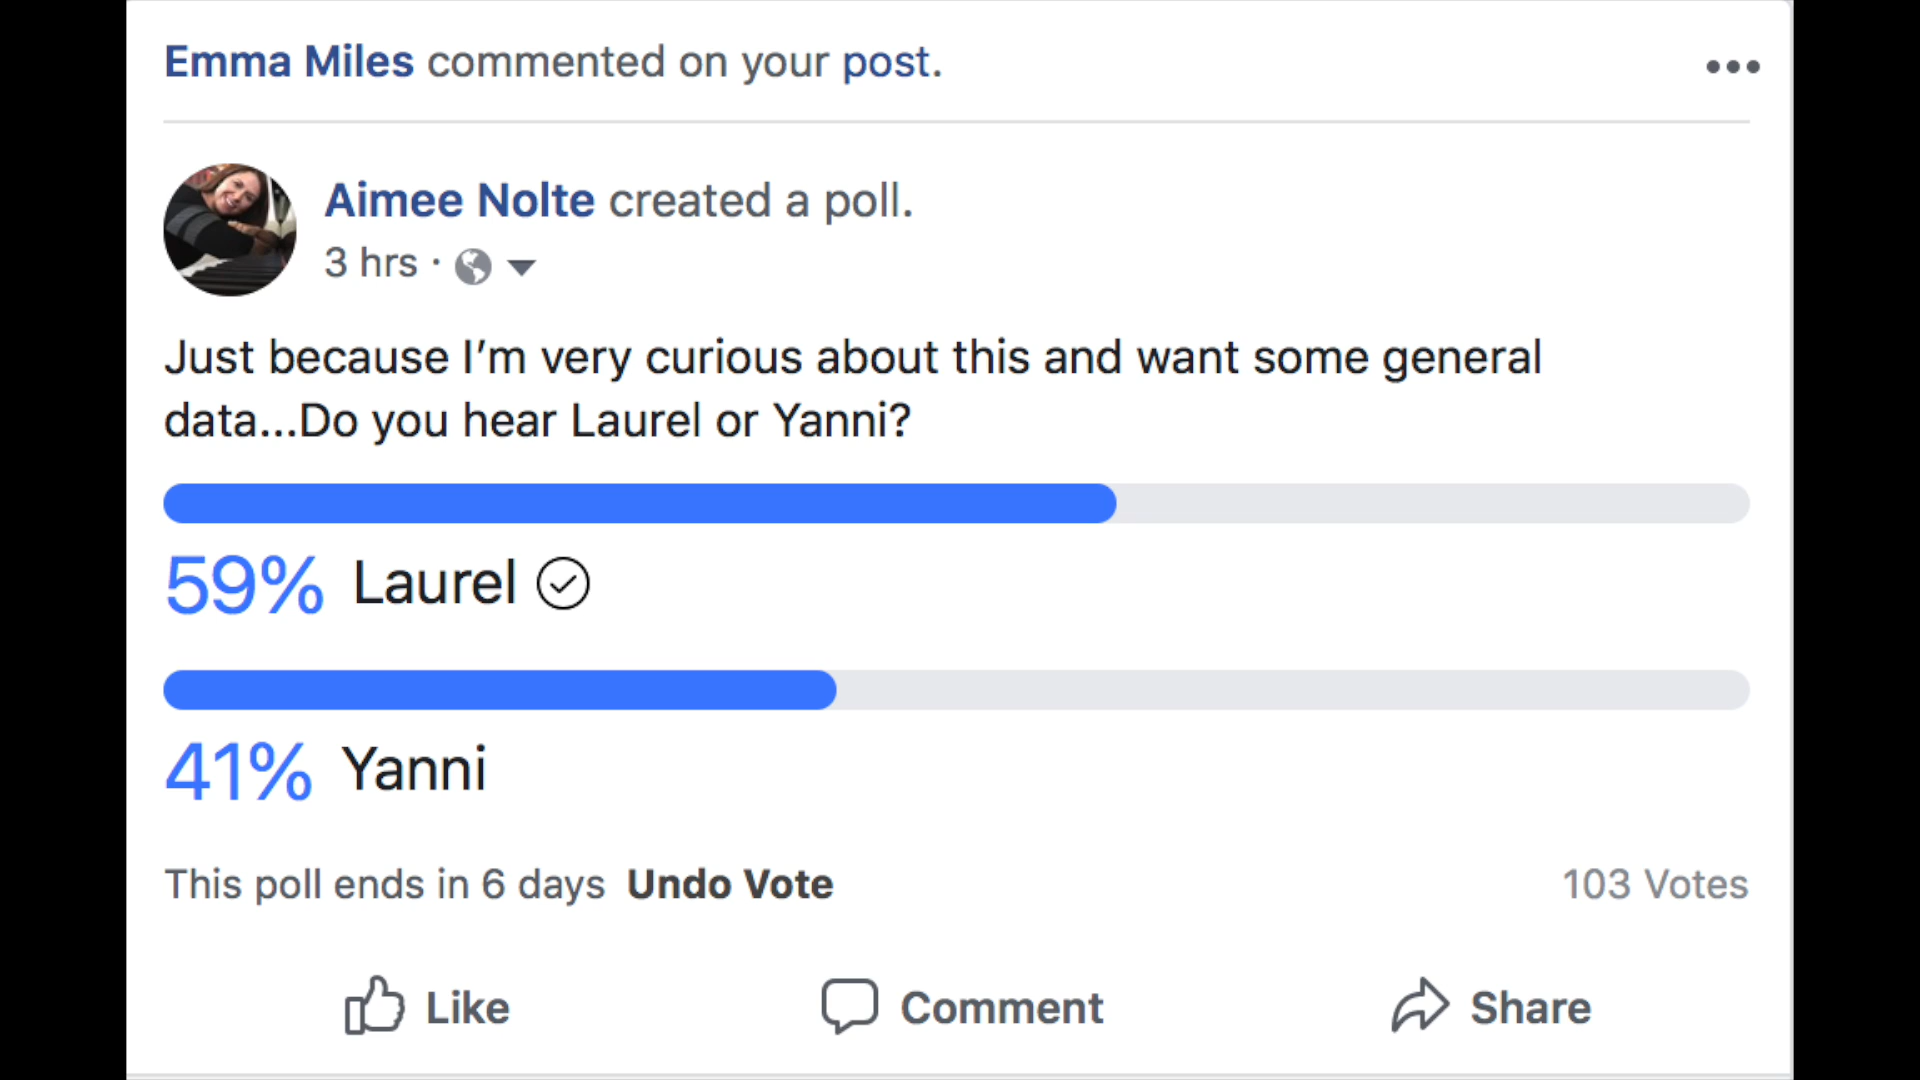 Emma Miles commented on your post.
Aimee Nolte created a poll.
3 hrs ·
Just because I'm very curious about this and want some general
data...Do you hear Laurel or Yanni?
59% Laurel
41% Yanni
This poll ends in 6 days Undo Vote 103 Votes
Like Comment Share